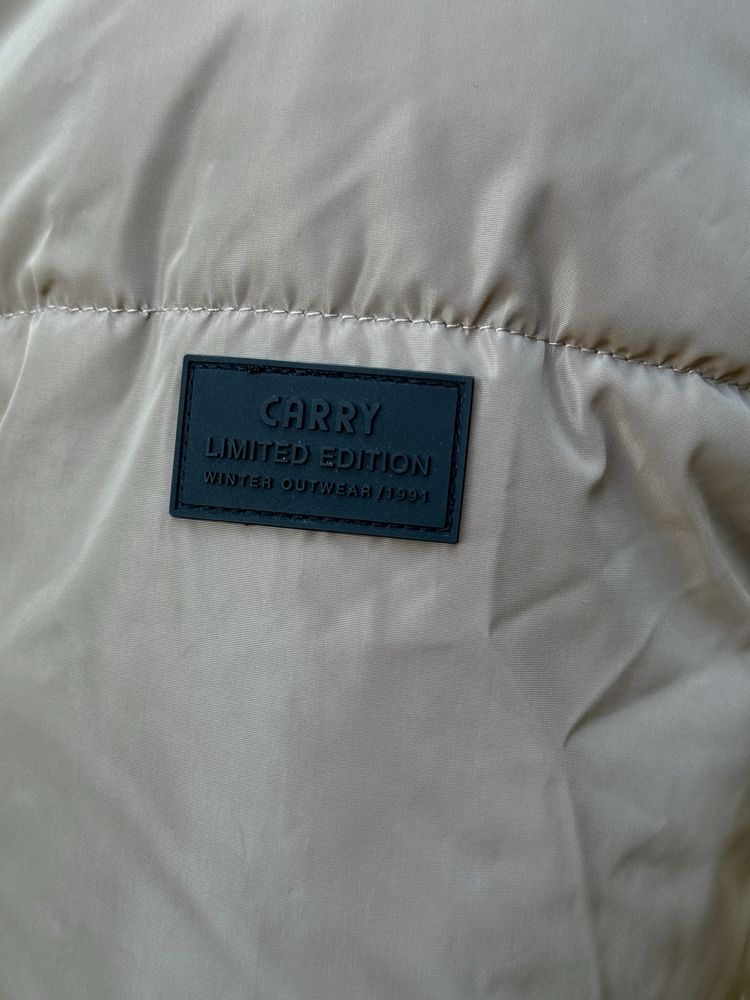 CARRY
LIMITED EDITION
WINTER OUTWEAR/1991